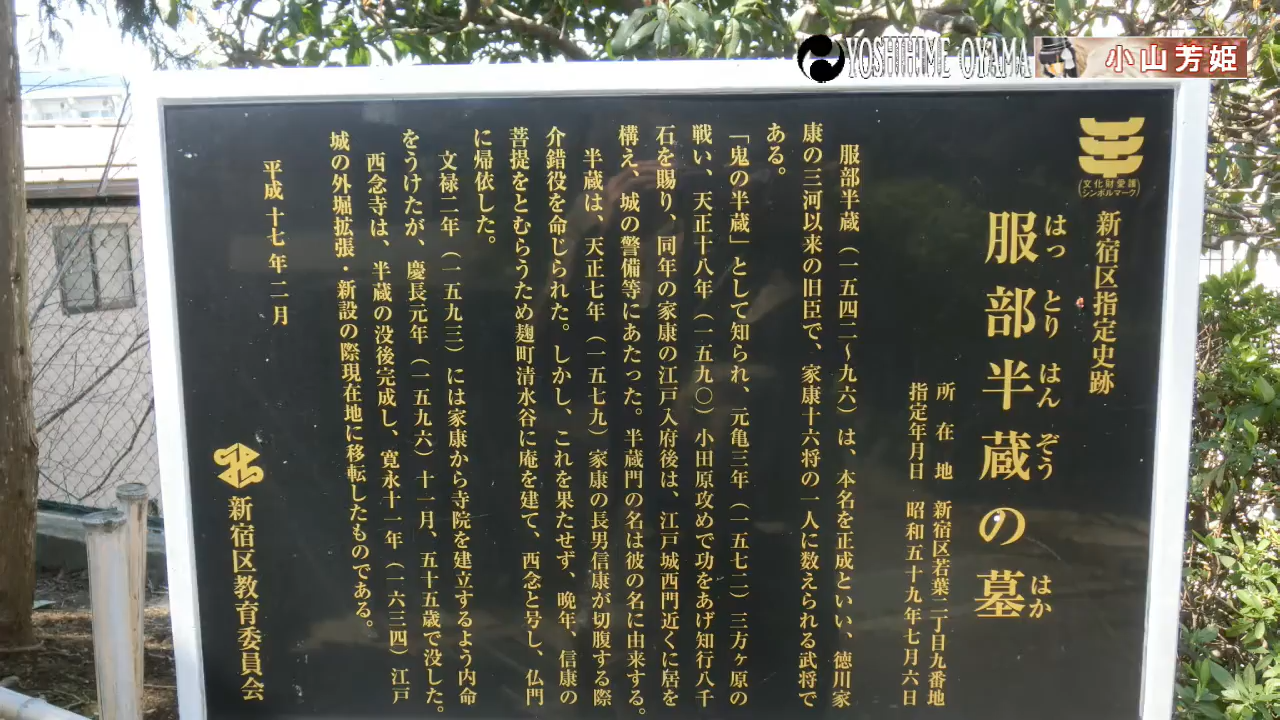 YOSHIHIME OYAMA
小山芳姫
文化財愛護
シンボルマーク
新宿区指定史跡
はっとりはんぞう はか
服部半蔵の墓
所在地 新宿区若葉二丁目九番地
指定年月日 昭和五十九年七月六日
服部半蔵（一五四二〜九六）は、本名を正成といい、徳川家
康の三河以来の旧臣で、家康十六将の一人に数えられる武将で
ある。
「鬼の半蔵」として知られ、元亀三年（一五七二）三方ヶ原の
戦い、天正十八年（一五九〇）小田原攻めで功をあげ知行八千
石を賜り、同年の家康の江戸入府後は、江戸城西門近くに居を
構え、城の警備等にあたった。半蔵門の名は彼の名に由来する。
半蔵は、天正七年（一五七九）家康の長男信康が切腹する際
介錯役を命じられた。しかし、これを果たせず、晩年、信康の
菩提をとむらうため麹町清水谷に庵を建て、西念と号し、仏門
に帰依した。
文禄二年（一五九三）には家康から寺院を建立するよう内命
をうけたが、慶長元年（一五九六）十一月、五十五歳で没した。
西念寺は、半蔵の没後完成し、寛永十一年（一六三四）江戸
城の外堀拡張・新設の際現在地に移転したものである。
平成十七年二月
新宿区教育委員会